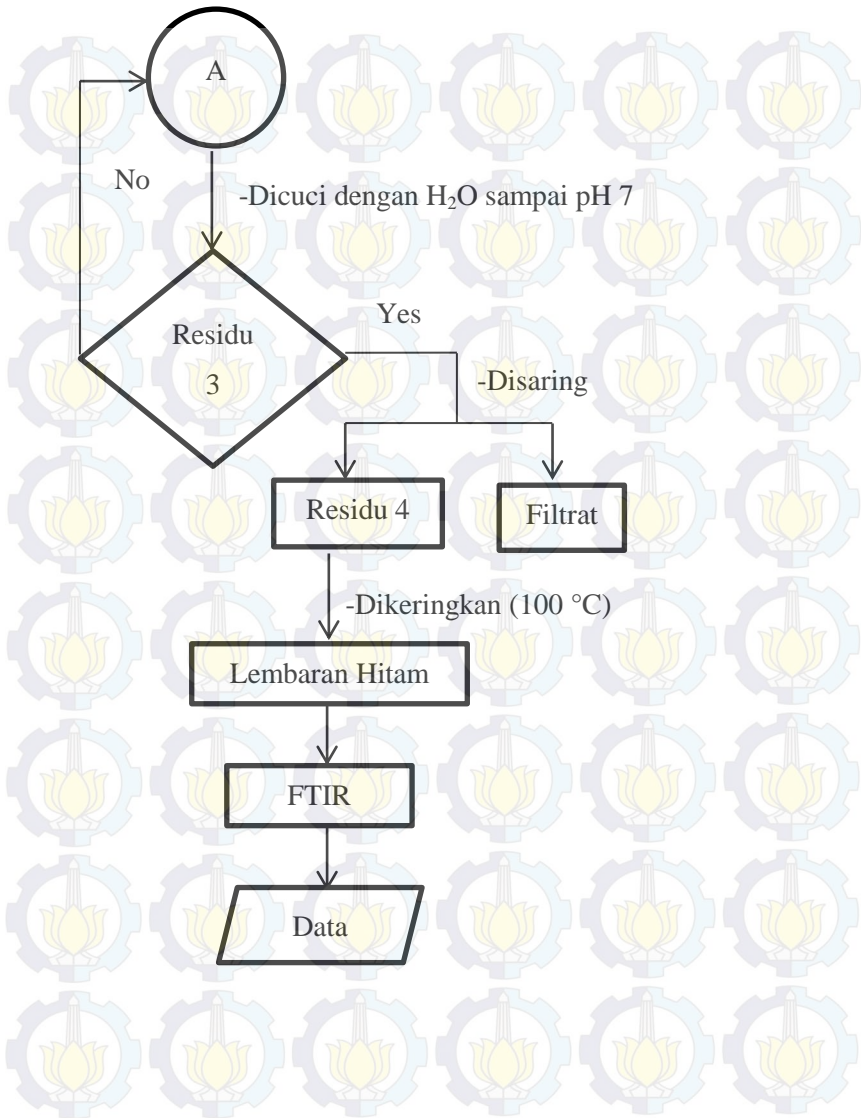 A
No
-Dicuci dengan H₂O sampai pH 7
Residu
3
Yes
-Disaring
Residu 4
Filtrat
-Dikeringkan (100 °C)
Lembaran Hitam
FTIR
Data